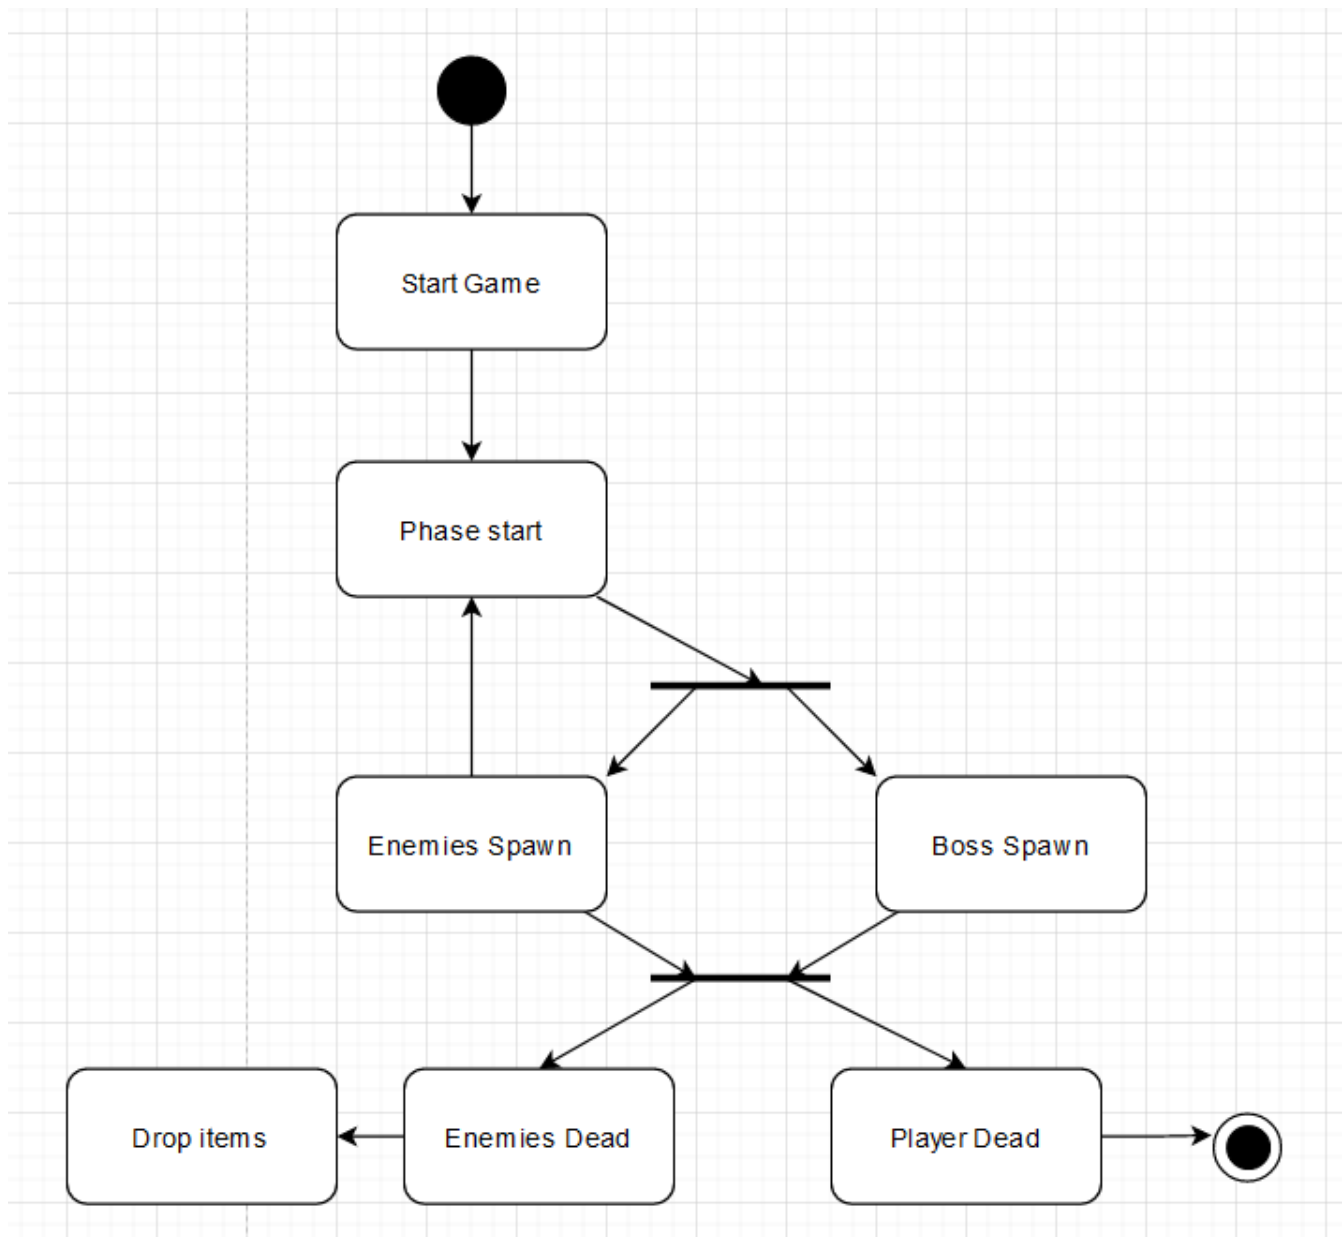 Start Game
Phase start
Enemies Spawn
Boss Spawn
Drop items
Enemies Dead
Player Dead